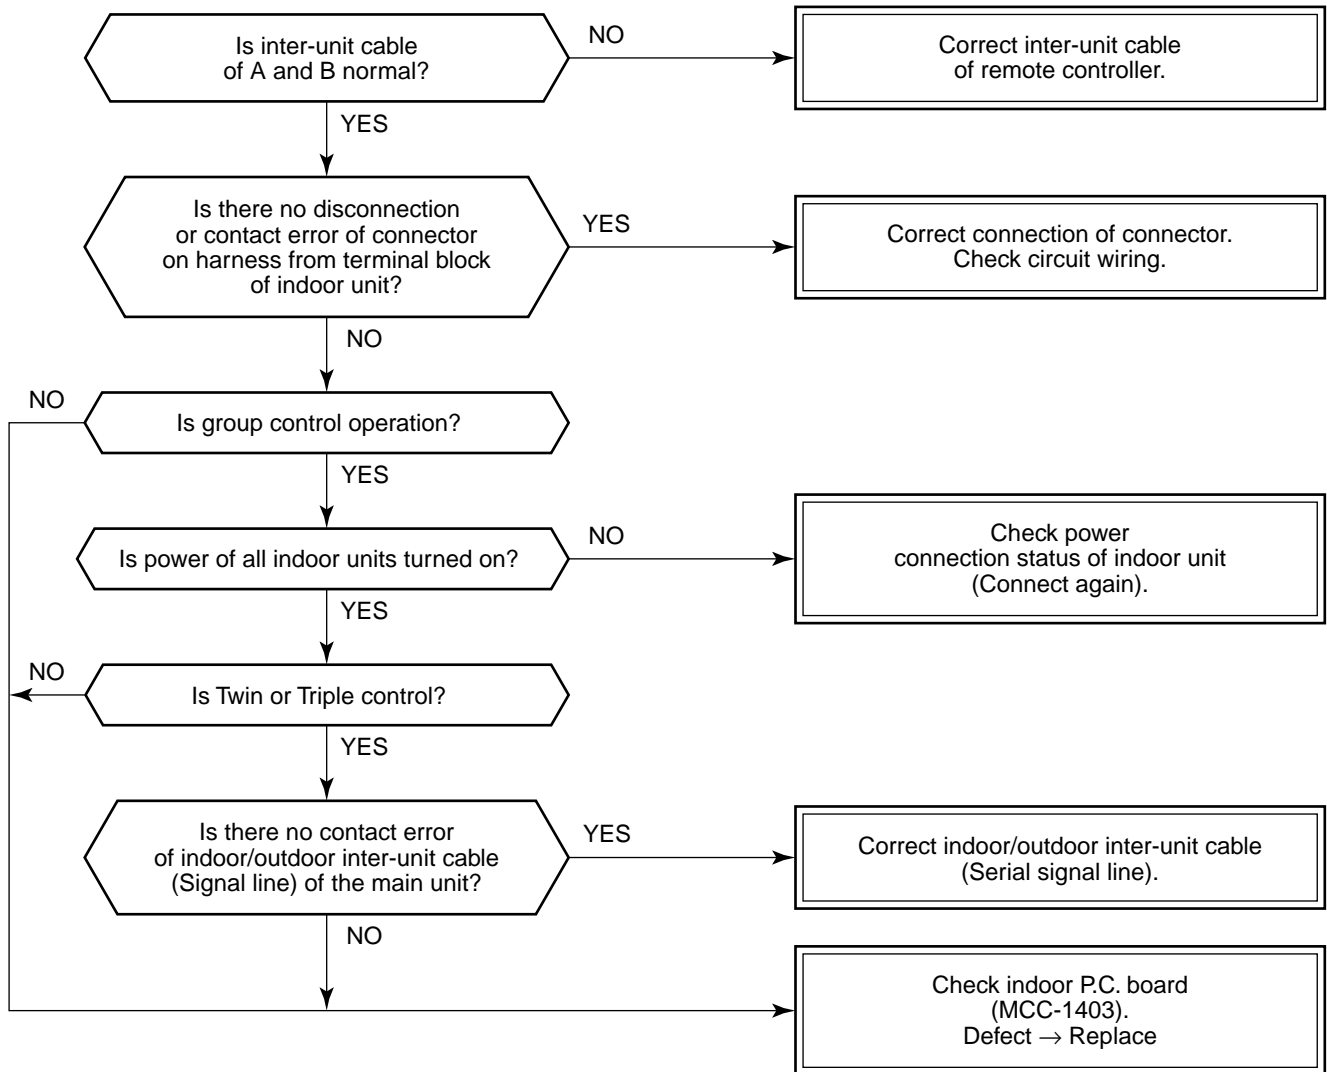 Is inter-unit cable
of A and B normal?
NO
Correct inter-unit cable
of remote controller.
YES
Is there no disconnection
or contact error of connector
on harness from terminal block
of indoor unit?
YES
Correct connection of connector.
Check circuit wiring.
NO
NO
Is group control operation?
YES
Is power of all indoor units turned on?
NO
Check power
connection status of indoor unit
(Connect again).
YES
NO
Is Twin or Triple control?
YES
Is there no contact error
of indoor/outdoor inter-unit cable
(Signal line) of the main unit?
YES
Correct indoor/outdoor inter-unit cable
(Serial signal line).
NO
Check indoor P.C. board
(MCC-1403).
Defect → Replace